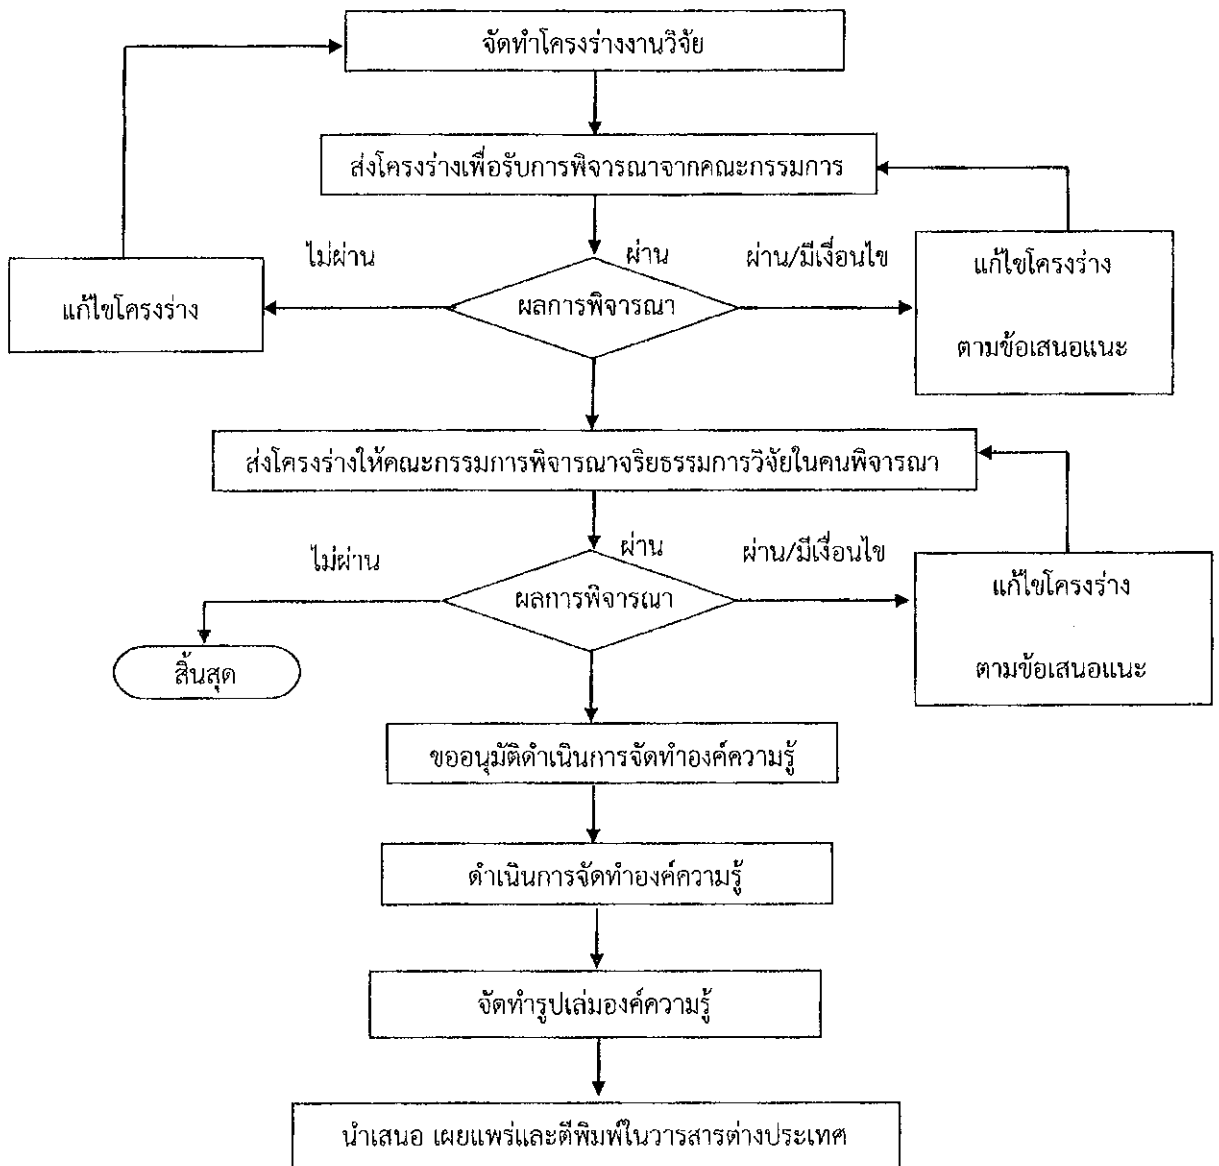 จัดทำโครงร่างงานวิจัย
ส่งโครงร่างเพื่อรับการพิจารณาจากคณะกรรมการ
ไม่ผ่าน
ผ่าน
ผ่าน/มีเงื่อนไข
แก้ไขโครงร่าง
ผลการพิจารณา
แก้ไขโครงร่าง
ตามข้อเสนอแนะ
ส่งโครงร่างให้คณะกรรมการพิจารณาจริยธรรมการวิจัยในคนพิจารณา
ไม่ผ่าน
ผ่าน
ผ่าน/มีเงื่อนไข
ผลการพิจารณา
แก้ไขโครงร่าง
ตามข้อเสนอแนะ
สิ้นสุด
ขออนุมัติดำเนินการจัดทำองค์ความรู้
ดำเนินการจัดทำองค์ความรู้
จัดทำรูปเล่มองค์ความรู้
นำเสนอ เผยแพร่และตีพิมพ์ในวารสารต่างประเทศ